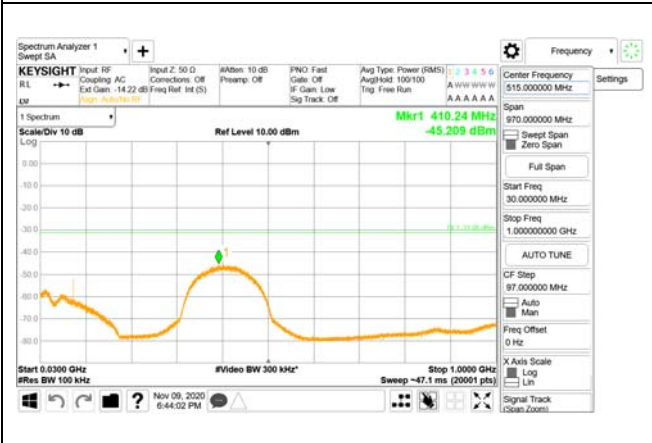 Spectrum Analyzer 1
Swept SA
KEYSIGHT
RL
Input: RF
Coupling: AC
Ext Gain: -14.22 dB
Align: Auto/No RF
Input Z: 50 Ω
Corrections: Off
Freq Ref: Int (S)
#Atten: 10 dB
Preamp: Off
PNO: Fast
Gate: Off
IF Gain: Low
Sig Track: Off
Avg Type: Power (RMS)
Avg|Hold: 100/100
Trig: Free Run
1 2 3 4 5 6
A W W W W W
A A A A A A
1 Spectrum
Scale/Div 10 dB
Log
Ref Level 10.00 dBm
Mkr1 410.24 MHz
-45.209 dBm
0.00
-10.0
-20.0
-30.0
-40.0
-50.0
-60.0
-70.0
-80.0
1
Start 0.0300 GHz
#Res BW 100 kHz
#Video BW 300 kHz*
Stop 1.0000 GHz
Sweep ~47.1 ms (20001 pts)
?
Nov 09, 2020
6:44:02 PM
Frequency
Settings
Center Frequency
515.000000 MHz
Span
970.000000 MHz
Swept Span
Zero Span
Full Span
Start Freq
30.000000 MHz
Stop Freq
1.000000000 GHz
AUTO TUNE
CF Step
97.000000 MHz
Auto
Man
Freq Offset
0 Hz
X Axis Scale
Log
Lin
Signal Track
(Span Zoom)